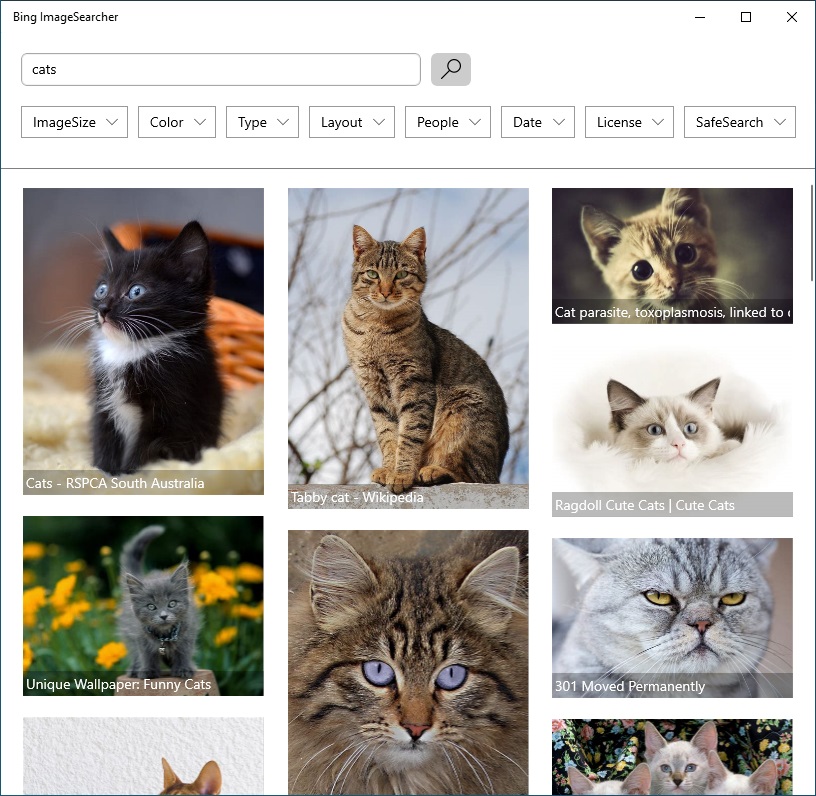 Bing ImageSearcher
cats
ImageSize
Color
Type
Layout
People
Date
License
SafeSearch
Cat parasite, toxoplasmosis, linked to
Cats - RSPCA South Australia
Tabby cat - Wikipedia
Ragdoll Cute Cats | Cute Cats
Unique Wallpaper: Funny Cats
301 Moved Permanently